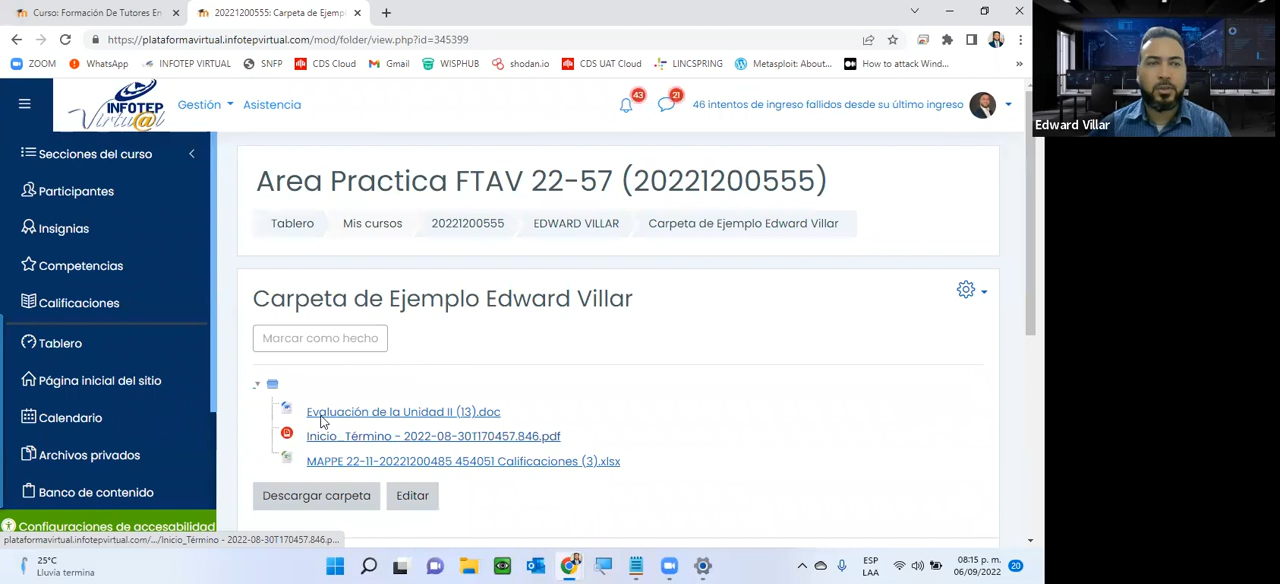 Curso: Formación De Tutores En
20221200555: Carpeta de Ejemplo
https://plataformavirtual.infotepvirtual.com/mod/folder/view.php?id=345399
ZOOM
WhatsApp
INFOTEP VIRTUAL
SNFP
CDS Cloud
Gmail
WISPHUB
shodan.io
CDS UAT Cloud
LINCSPRING
Metasploit: About...
How to attack Wind...
INFOTEP
Virtu@l
Gestión
Asistencia
43
21
46 intentos de ingreso fallidos desde su último ingreso
Edward Villar
Secciones del curso
Participantes
Insignias
Competencias
Calificaciones
Tablero
Página inicial del sitio
Calendario
Archivos privados
Banco de contenido
Configuraciones de accesabilidad
Area Practica FTAV 22-57 (20221200555)
Tablero
Mis cursos
20221200555
EDWARD VILLAR
Carpeta de Ejemplo Edward Villar
Carpeta de Ejemplo Edward Villar
Marcar como hecho
Evaluación de la Unidad II (13).doc
Inicio_Término - 2022-08-30T170457.846.pdf
MAPPE 22-11-20221200485 454051 Calificaciones (3).xlsx
Descargar carpeta
Editar
plataformavirtual.infotepvirtual.com/.../Inicio_Término - 2022-08-30T170457.846.p...
25°C
Lluvia termina
ESP
LAA
08:15 p. m.
06/09/2022
20